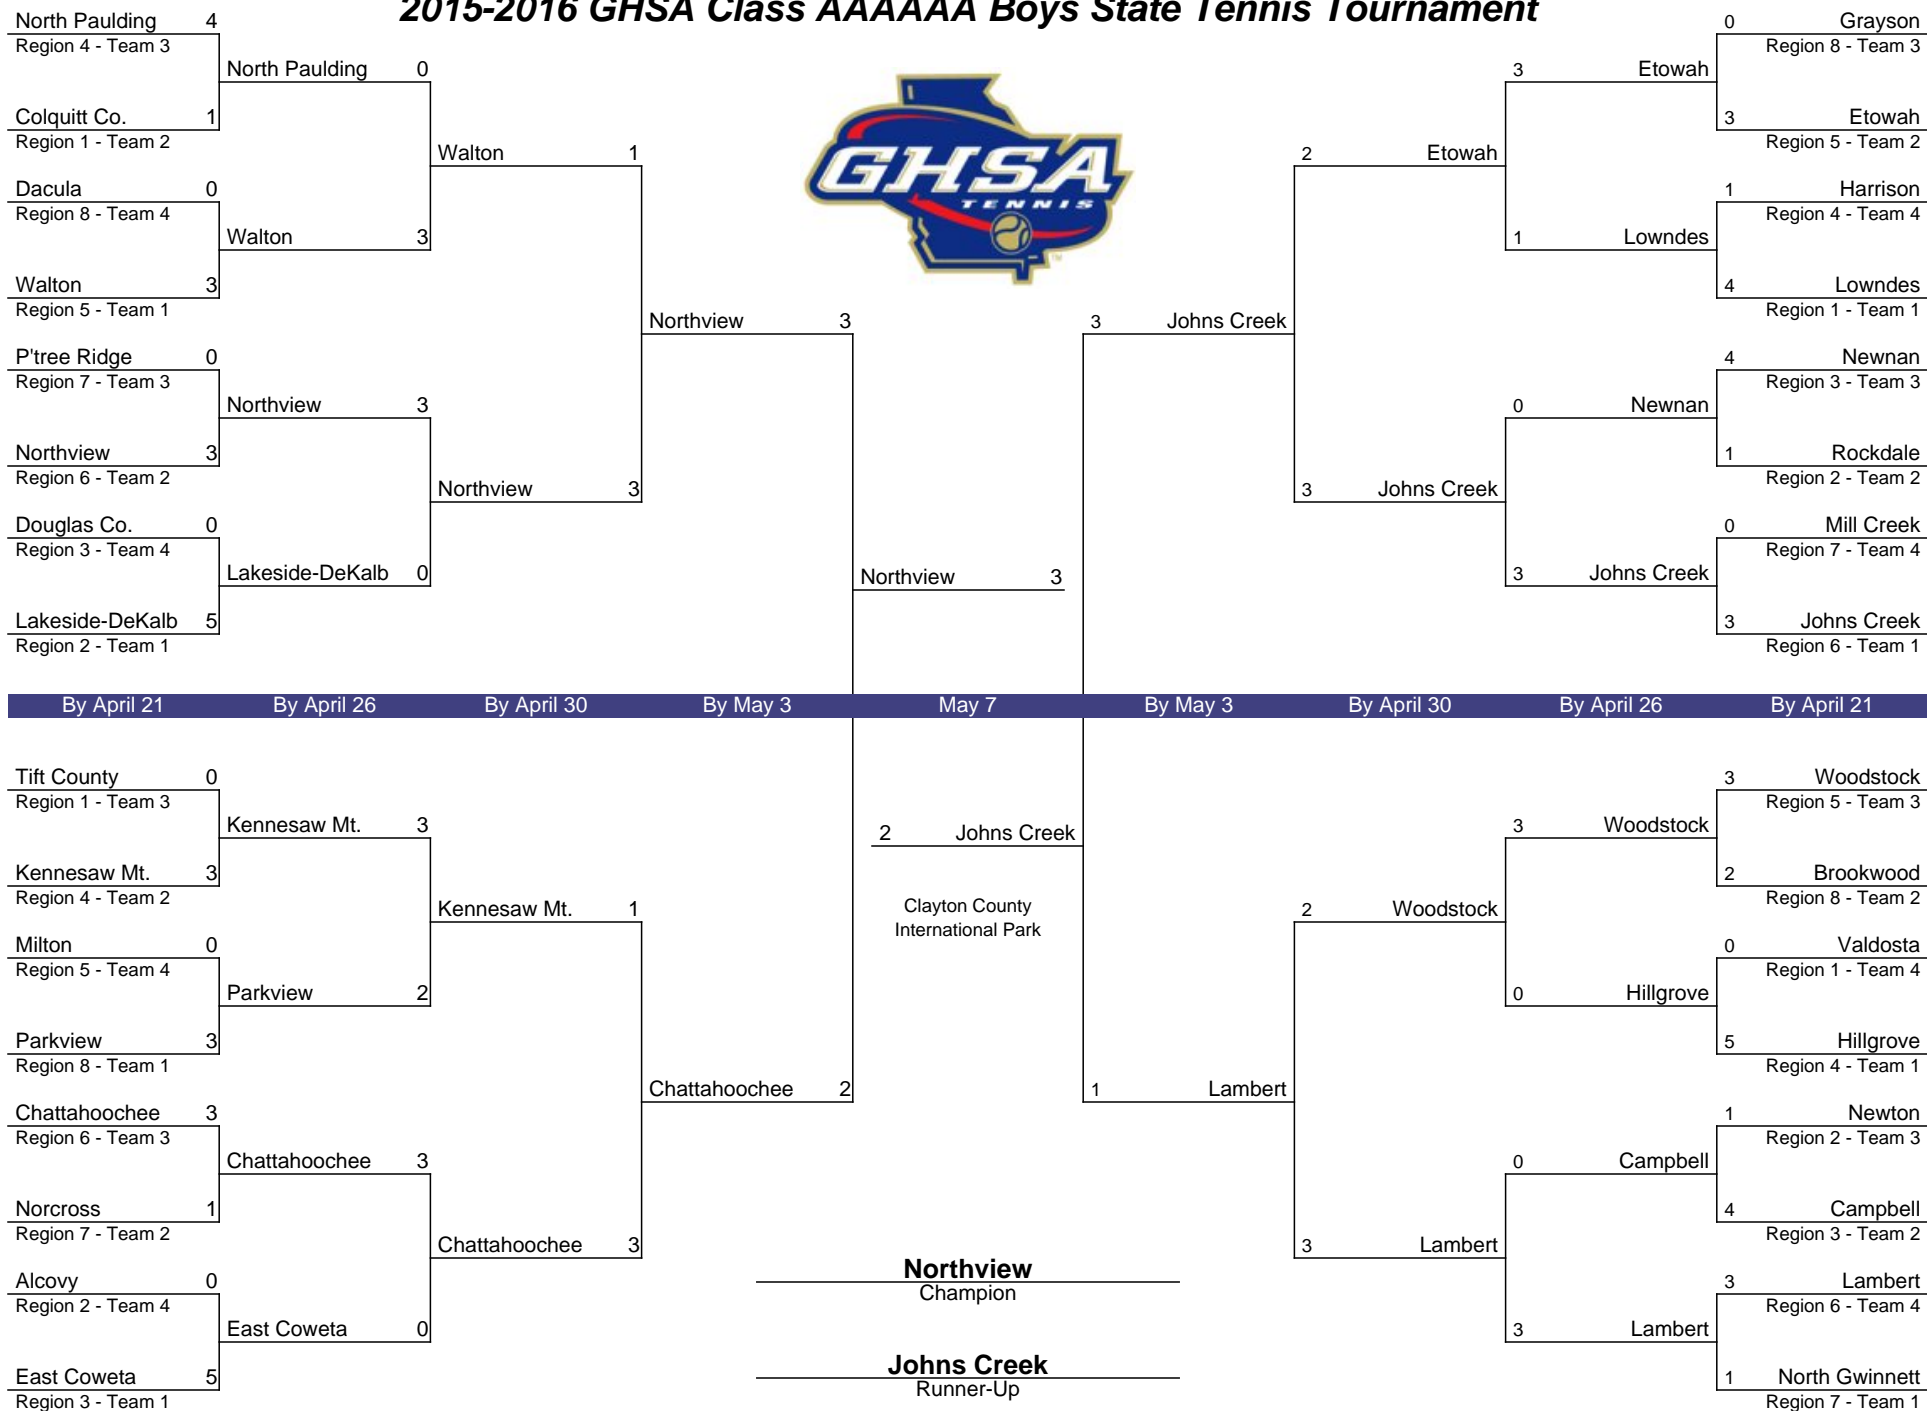 2015-2016 GHSA Class AAAAAA Boys State Tennis Tournament
North Paulding 4
Region 4 - Team 3
Colquitt Co. 1
Region 1 - Team 2
Dacula 0
Region 8 - Team 4
Walton 3
Region 5 - Team 1
P'tree Ridge 0
Region 7 - Team 3
Northview 3
Region 6 - Team 2
Douglas Co. 0
Region 3 - Team 4
Lakeside-DeKalb 5
Region 2 - Team 1
North Paulding 0
Walton 3
Northview 3
Lakeside-DeKalb 0
Walton 1
Northview 3
Northview 3
Northview 3
GHSA
TENNIS
TM
3 Johns Creek
2 Etowah
3 Johns Creek
3 Etowah
1 Lowndes
0 Newnan
3 Johns Creek
0 Grayson
Region 8 - Team 3
3 Etowah
Region 5 - Team 2
1 Harrison
Region 4 - Team 4
4 Lowndes
Region 1 - Team 1
4 Newnan
Region 3 - Team 3
1 Rockdale
Region 2 - Team 2
0 Mill Creek
Region 7 - Team 4
3 Johns Creek
Region 6 - Team 1
By April 21 By April 26 By April 30 By May 3 May 7 By May 3 By April 30 By April 26 By April 21
Tift County 0
Region 1 - Team 3
Kennesaw Mt. 3
Region 4 - Team 2
Milton 0
Region 5 - Team 4
Parkview 3
Region 8 - Team 1
Chattahoochee 3
Region 6 - Team 3
Norcross 1
Region 7 - Team 2
Alcovy 0
Region 2 - Team 4
East Coweta 5
Region 3 - Team 1
Kennesaw Mt. 3
Parkview 2
Chattahoochee 3
East Coweta 0
Kennesaw Mt. 1
Chattahoochee 3
Chattahoochee 2
2 Johns Creek
Clayton County
International Park
Northview
Champion
Johns Creek
Runner-Up
1 Lambert
2 Woodstock
3 Lambert
3 Woodstock
0 Hillgrove
0 Campbell
3 Lambert
3 Woodstock
Region 5 - Team 3
2 Brookwood
Region 8 - Team 2
0 Valdosta
Region 1 - Team 4
5 Hillgrove
Region 4 - Team 1
1 Newton
Region 2 - Team 3
4 Campbell
Region 3 - Team 2
3 Lambert
Region 6 - Team 4
1 North Gwinnett
Region 7 - Team 1